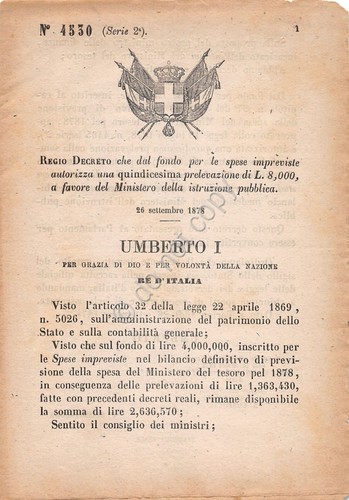 N° 4530 (Serie 2ª).
1
REGIO DECRETO che dal fondo per le spese impreviste
autorizza una quindicesima prelevazione di L. 8,000,
a favore del Ministero della istruzione pubblica.
26 settembre 1878
UMBERTO I
PER GRAZIA DI DIO E PER VOLONTÀ DELLA NAZIONE
RE D'ITALIA
Visto l'articolo 32 della legge 22 aprile 1869,
n. 5026, sull'amministrazione del patrimonio dello
Stato e sulla contabilità generale;
Visto che sul fondo di lire 4,000,000, inscritto per
le Spese impreviste nel bilancio definitivo di previ-
sione della spesa del Ministero del tesoro pel 1878,
in conseguenza delle prelevazioni di lire 1,363,430,
fatte con precedenti decreti reali, rimane disponibile
la somma di lire 2,636,570;
Sentito il consiglio dei ministri;